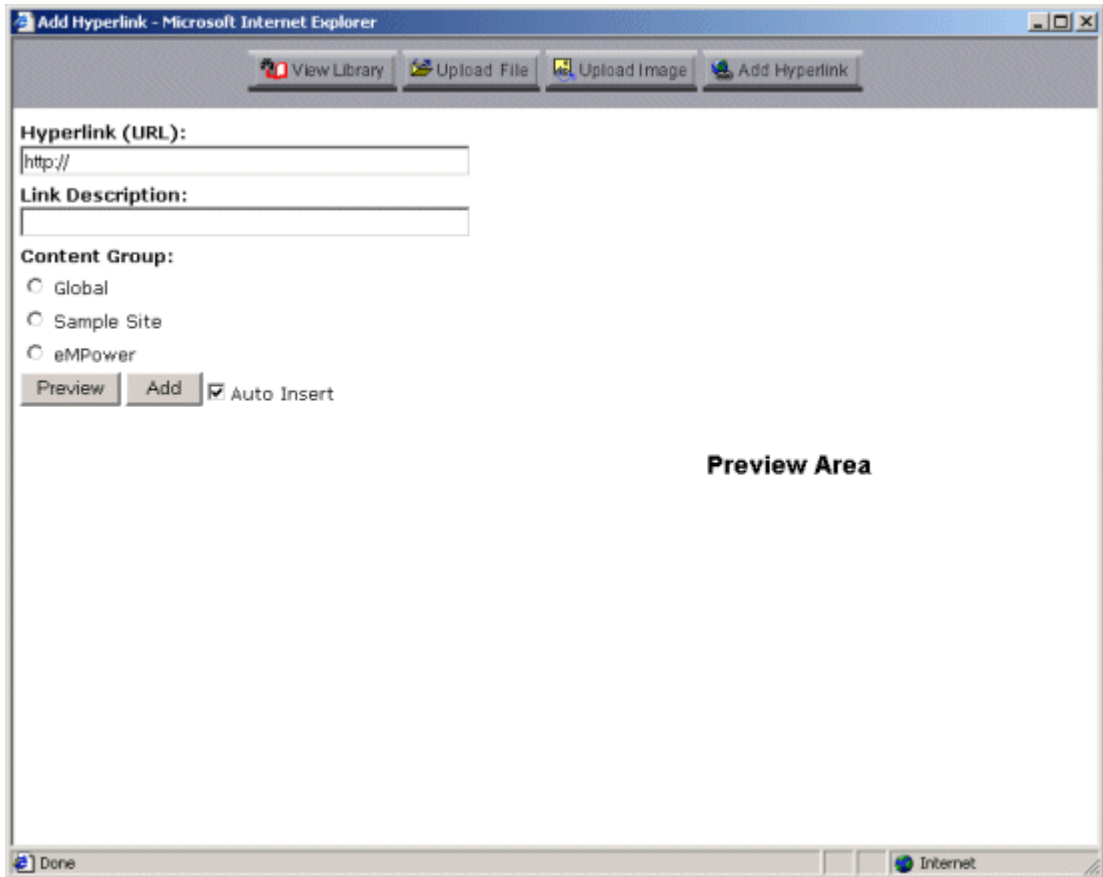 Add Hyperlink - Microsoft Internet Explorer
View Library Upload File Upload Image Add Hyperlink
Hyperlink (URL):
http://
Link Description:
Content Group:
Global
Sample Site
eMPower
Preview Add Auto Insert
Preview Area
Done Internet